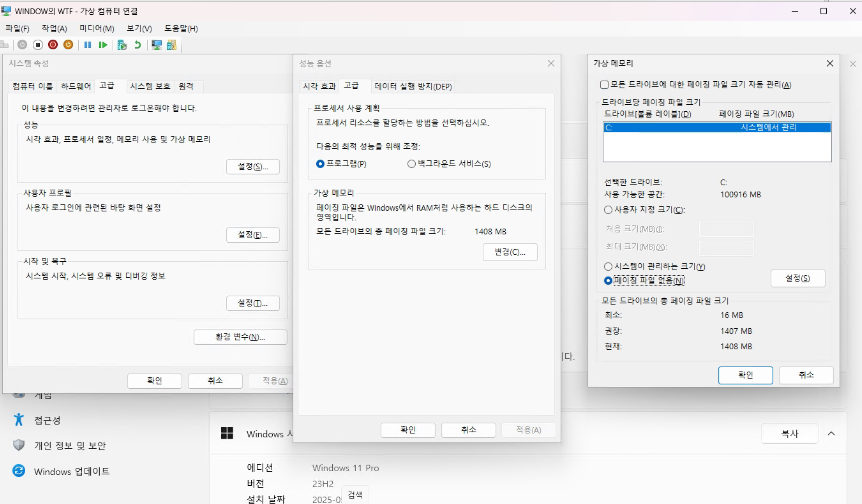 WINDOW의 WTF - 가상 컴퓨터 연결
파일(F) 작업(A) 미디어(M) 보기(V) 도움말(H)
시스템 속성
컴퓨터 이름 하드웨어 고급 시스템 보호 원격
이 내용을 변경하려면 관리자로 로그온해야 합니다.
성능
시각 효과, 프로세서 일정, 메모리 사용 및 가상 메모리
설정(S)...
사용자 프로필
사용자 로그인에 관련된 바탕 화면 설정
설정(E)...
시작 및 복구
시스템 시작, 시스템 오류 및 디버깅 정보
설정(T)...
환경 변수(N)...
확인 취소 적용(A)
성능 옵션
시각 효과 고급 데이터 실행 방지(DEP)
프로세서 사용 계획
프로세서 리소스를 할당하는 방법을 선택하십시오.
다음의 최적 성능을 위해 조정:
프로그램(P) 백그라운드 서비스(S)
가상 메모리
페이징 파일은 Windows에서 RAM처럼 사용하는 하드 디스크의
영역입니다.
모든 드라이브의 총 페이징 파일 크기: 1408 MB
변경(C)...
확인 취소 적용(A)
가상 메모리
모든 드라이브에 대한 페이징 파일 크기 자동 관리(A)
드라이브당 페이징 파일 크기
드라이브[볼륨 레이블](D) 페이징 파일 크기(MB)
C: 시스템에서 관리
선택한 드라이브: C:
사용 가능한 공간: 100916 MB
사용자 지정 크기(C):
처음 크기(MB)(I):
최대 크기(MB)(X):
시스템이 관리하는 크기(Y)
페이징 파일 없음(N) 설정(S)
모든 드라이브의 총 페이징 파일 크기
최소: 16 MB
권장: 1407 MB
현재: 1408 MB
확인 취소
다.
게임
접근성
개인 정보 및 보안
Windows 업데이트
Windows 복사
에디션 Windows 11 Pro
버전 23H2
설치 날짜 2025-0
검색